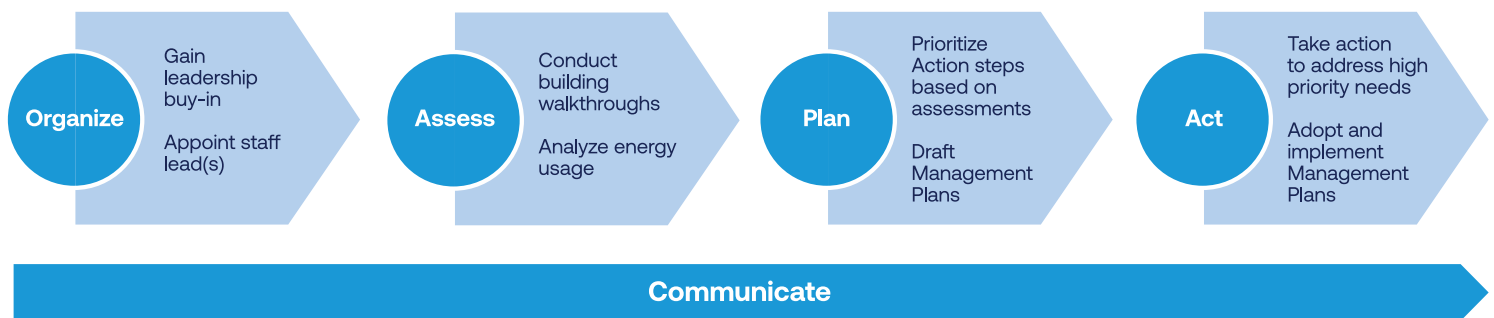 Organize
Gain
leadership
buy-in
Appoint staff
lead(s)
Assess
Conduct
building
walkthroughs
Analyze energy
usage
Plan
Prioritize
Action steps
based on
assessments
Draft
Management
Plans
Act
Take action
to address high
priority needs
Adopt and
implement
Management
Plans
Communicate